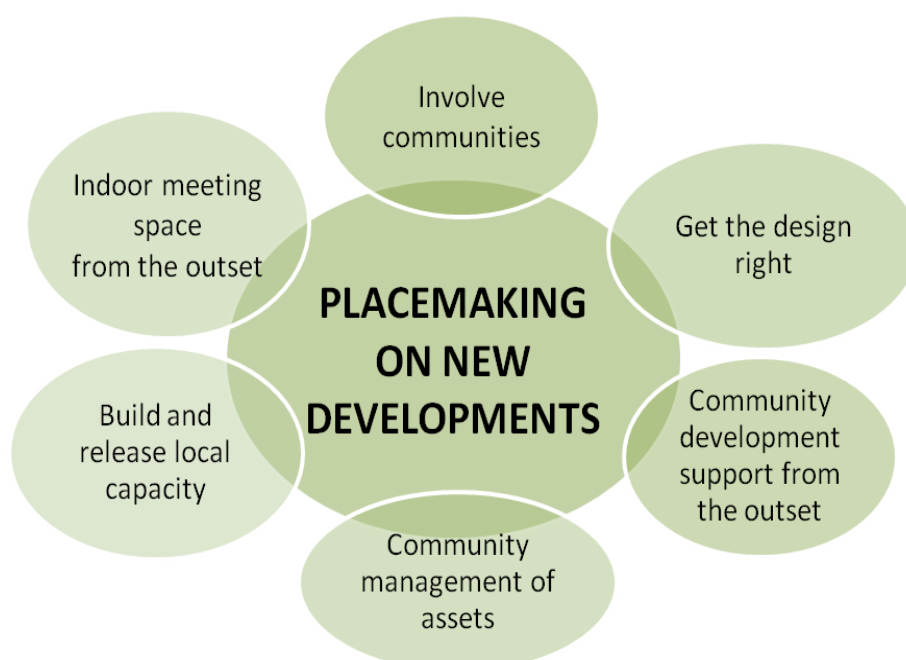 Involve
communities
Get the design
right
Community
development
support from
the outset
Community
management of
assets
Build and
release local
capacity
Indoor meeting
space
from the outset
PLACEMAKING
ON NEW
DEVELOPMENTS